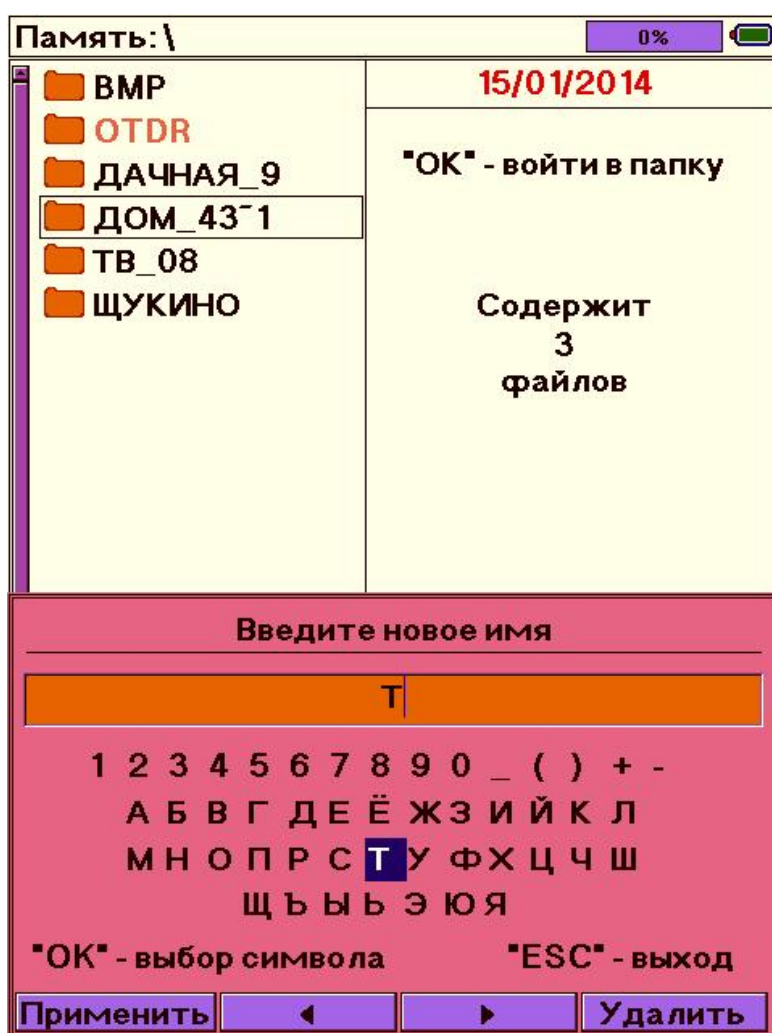 Память:\
0%
BMP
OTDR
ДАЧНАЯ_9
ДОМ_43~1
ТВ_08
ЩУКИНО
15/01/2014
"ОК" - войти в папку
Содержит
3
файлов
Введите новое имя
Т
1 2 3 4 5 6 7 8 9 0 _ ( ) + -
А Б В Г Д Е Ё Ж З И Й К Л
М Н О П Р С Т У Ф Х Ц Ч Ш
Щ Ъ Ы Ь Э Ю Я
"ОК" - выбор символа "ESC" - выход
Применить ◀ ▶ Удалить